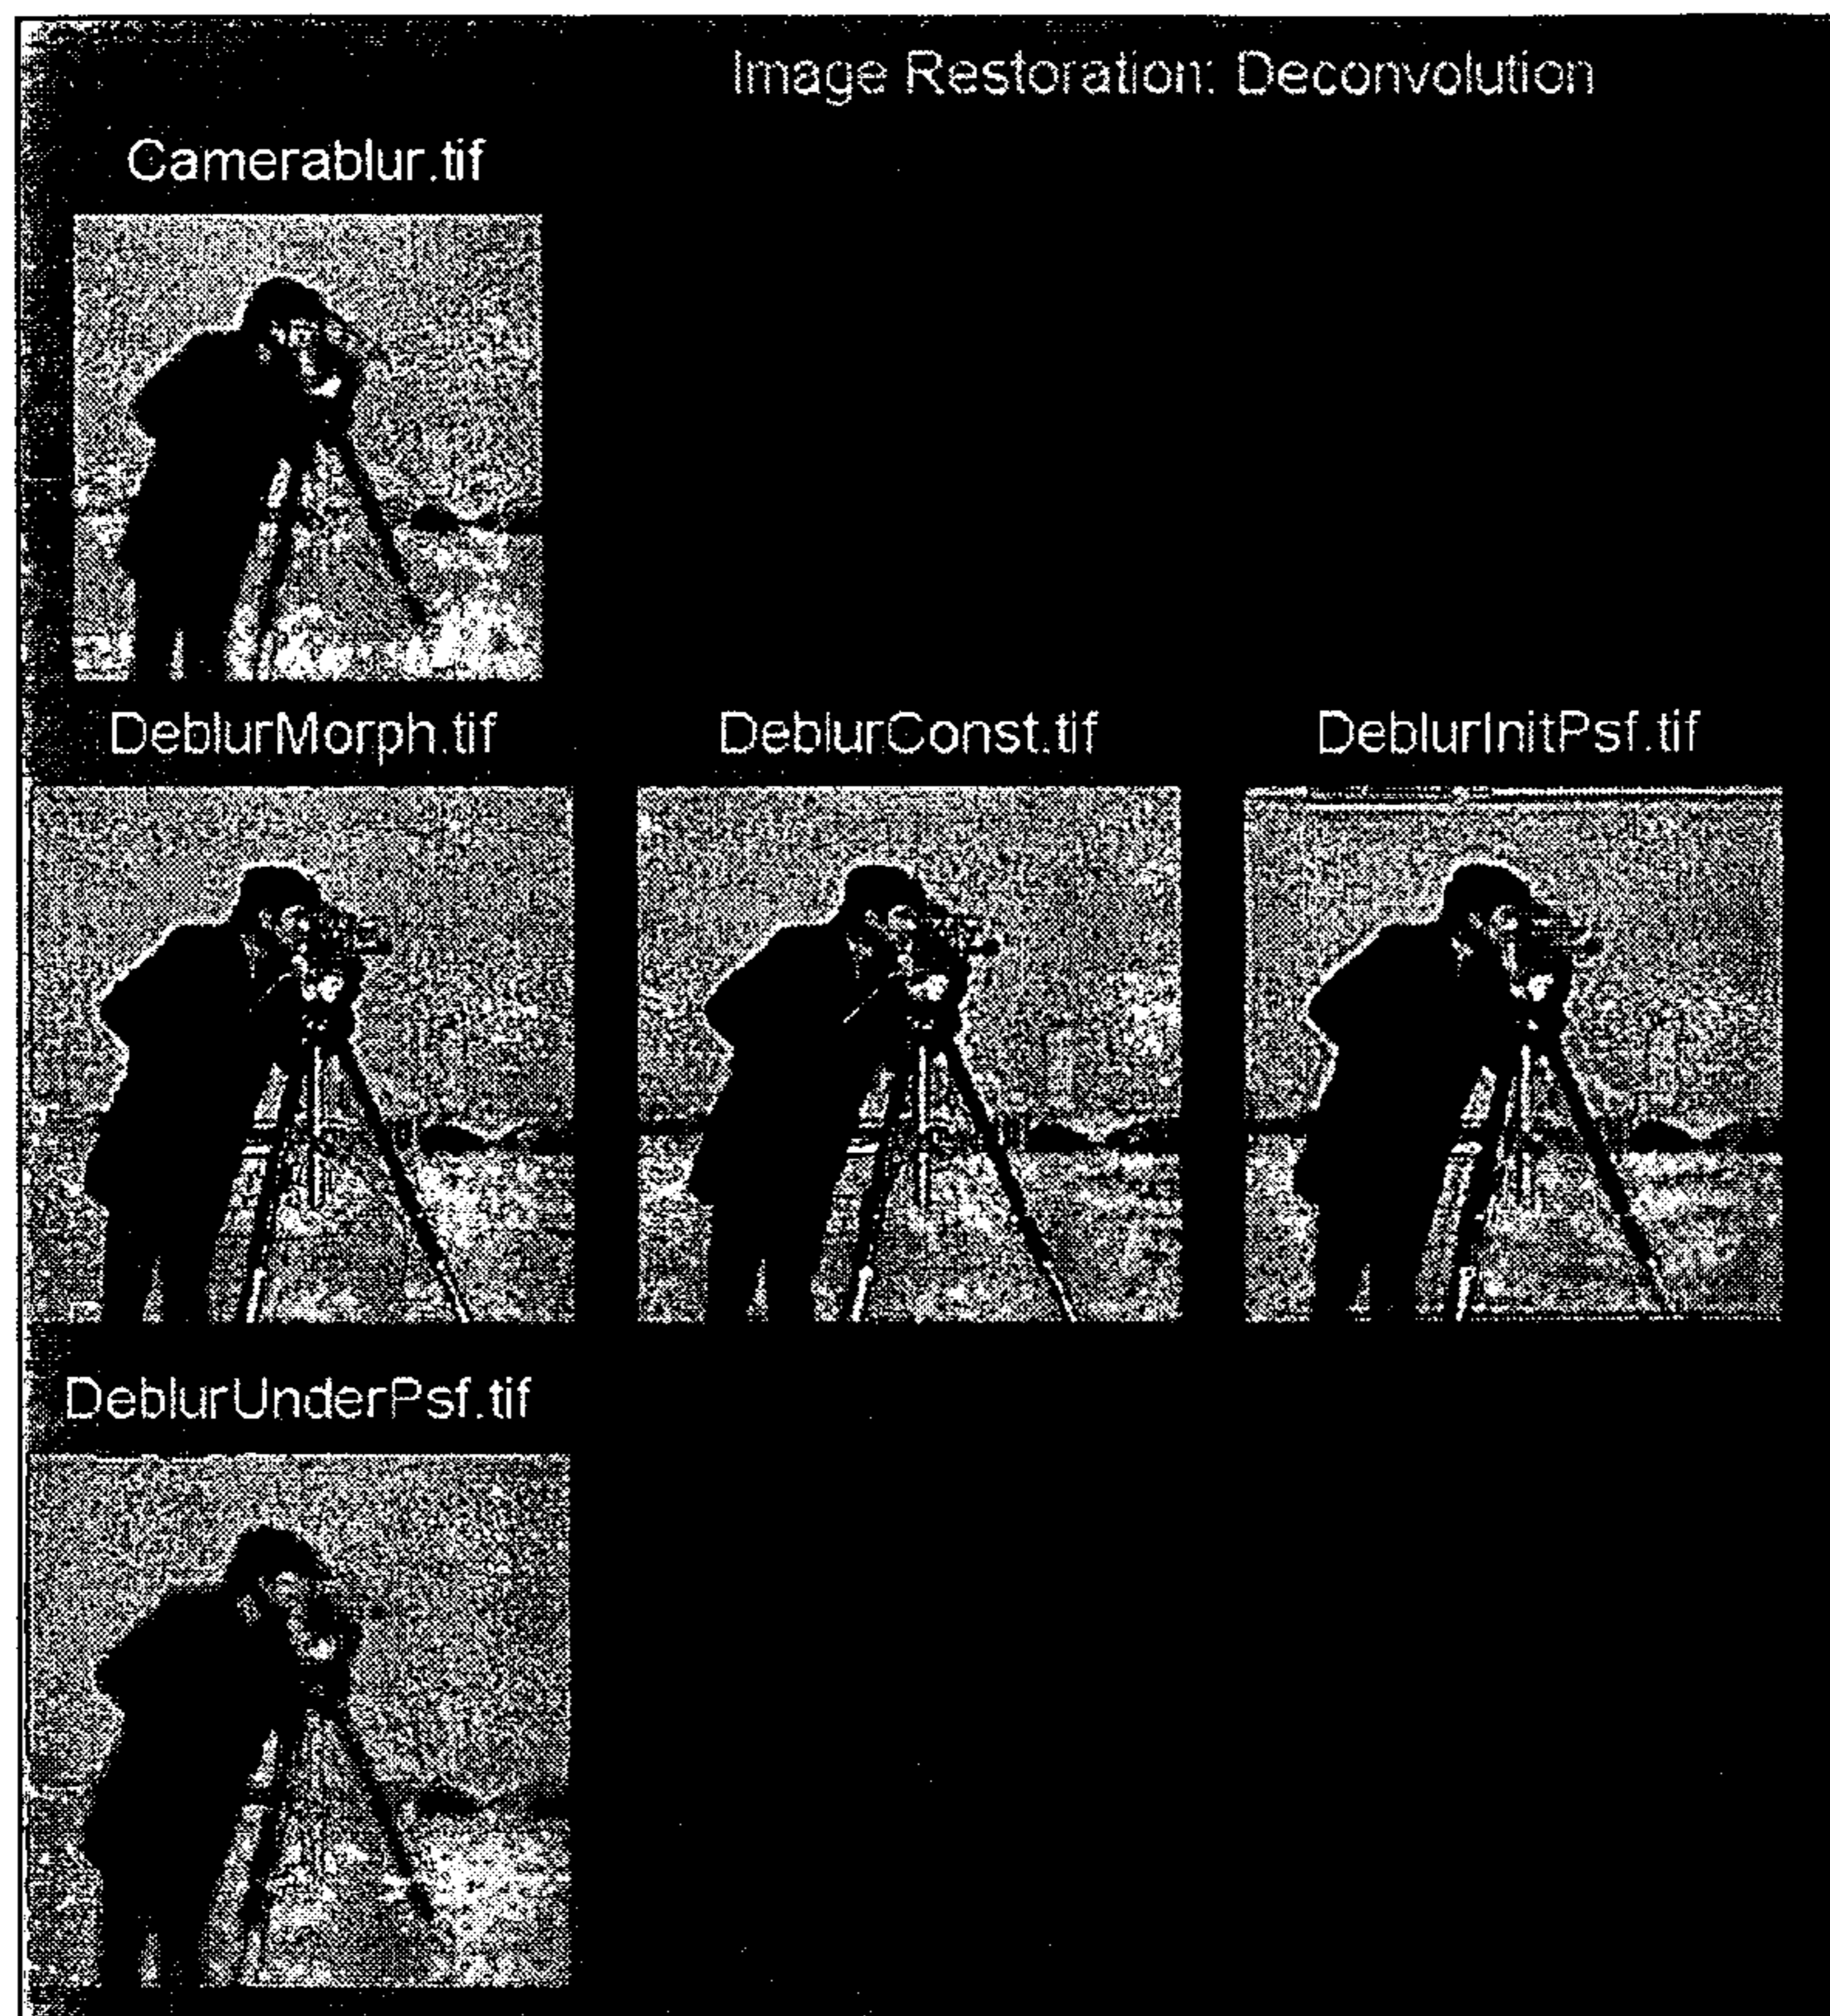 Image Restoration: Deconvolution
Camerablur.tif
DeblurMorph.tif
DeblurConst.tif
DeblurInitPsf.tif
DeblurUnderPsf.tif